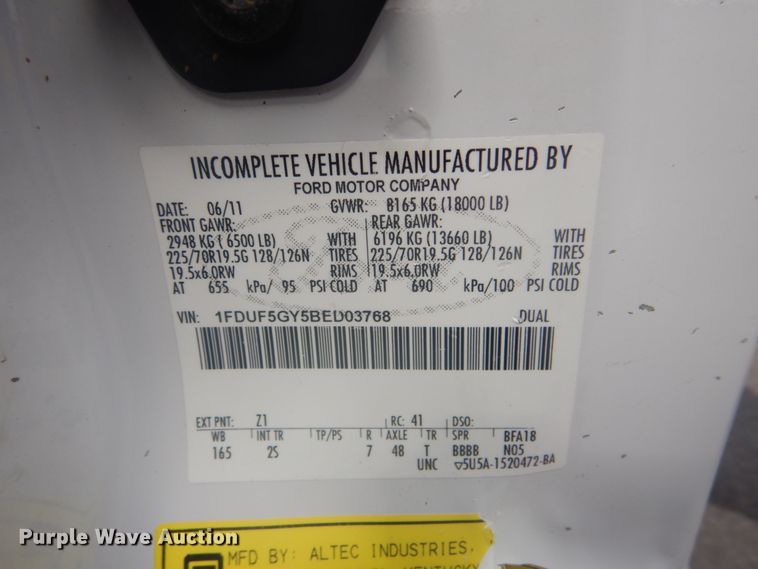 INCOMPLETE VEHICLE MANUFACTURED BY
FORD MOTOR COMPANY
DATE: 06/11 GVWR: 8165 KG (18000 LB)
FRONT GAWR: REAR GAWR:
2948 KG ( 6500 LB) WITH 6196 KG (13660 LB) WITH
225/70R19.5G 128/126N TIRES 225/70R19.5G 128/126N TIRES
19.5x6.0RW RIMS 19.5x6.0RW RIMS
AT 655 kPa/ 95 PSI COLD AT 690 kPa/100 PSI COLD
VIN: 1FDUF5GY5BED03768 DUAL
EXT PNT: Z1 RC: 41 DSO:
WB INT TR TP/PS R AXLE TR SPR BFA18
165 2S 7 48 T BBBB N05
UNC ▽5U5A-1520472-BA
MFD BY: ALTEC INDUSTRIES,
KENTUCKY
Purple Wave Auction